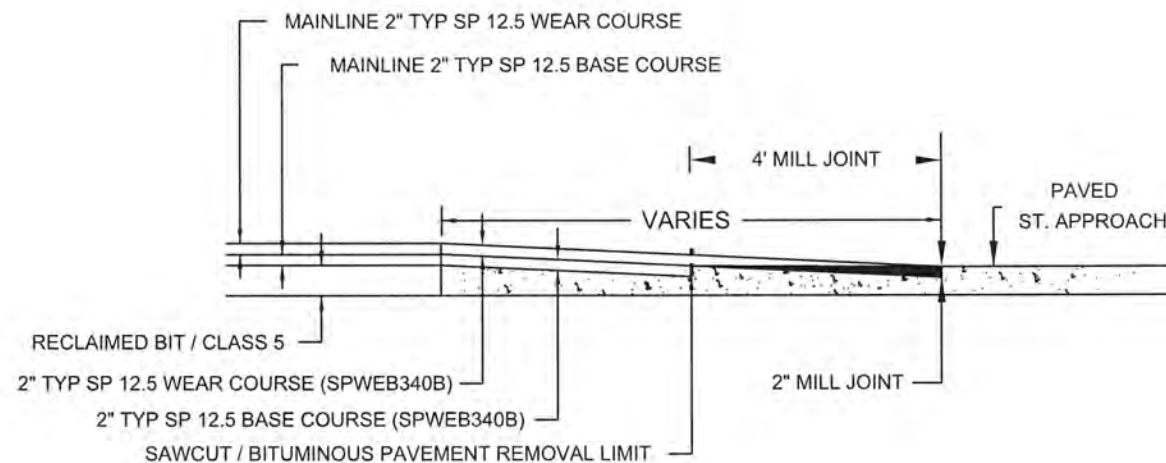 MAINLINE 2" TYP SP 12.5 WEAR COURSE
MAINLINE 2" TYP SP 12.5 BASE COURSE
4' MILL JOINT
VARIES
PAVED
ST. APPROACH
RECLAIMED BIT / CLASS 5
2" TYP SP 12.5 WEAR COURSE (SPWEB340B)
2" MILL JOINT
2" TYP SP 12.5 BASE COURSE (SPWEB340B)
SAWCUT / BITUMINOUS PAVEMENT REMOVAL LIMIT